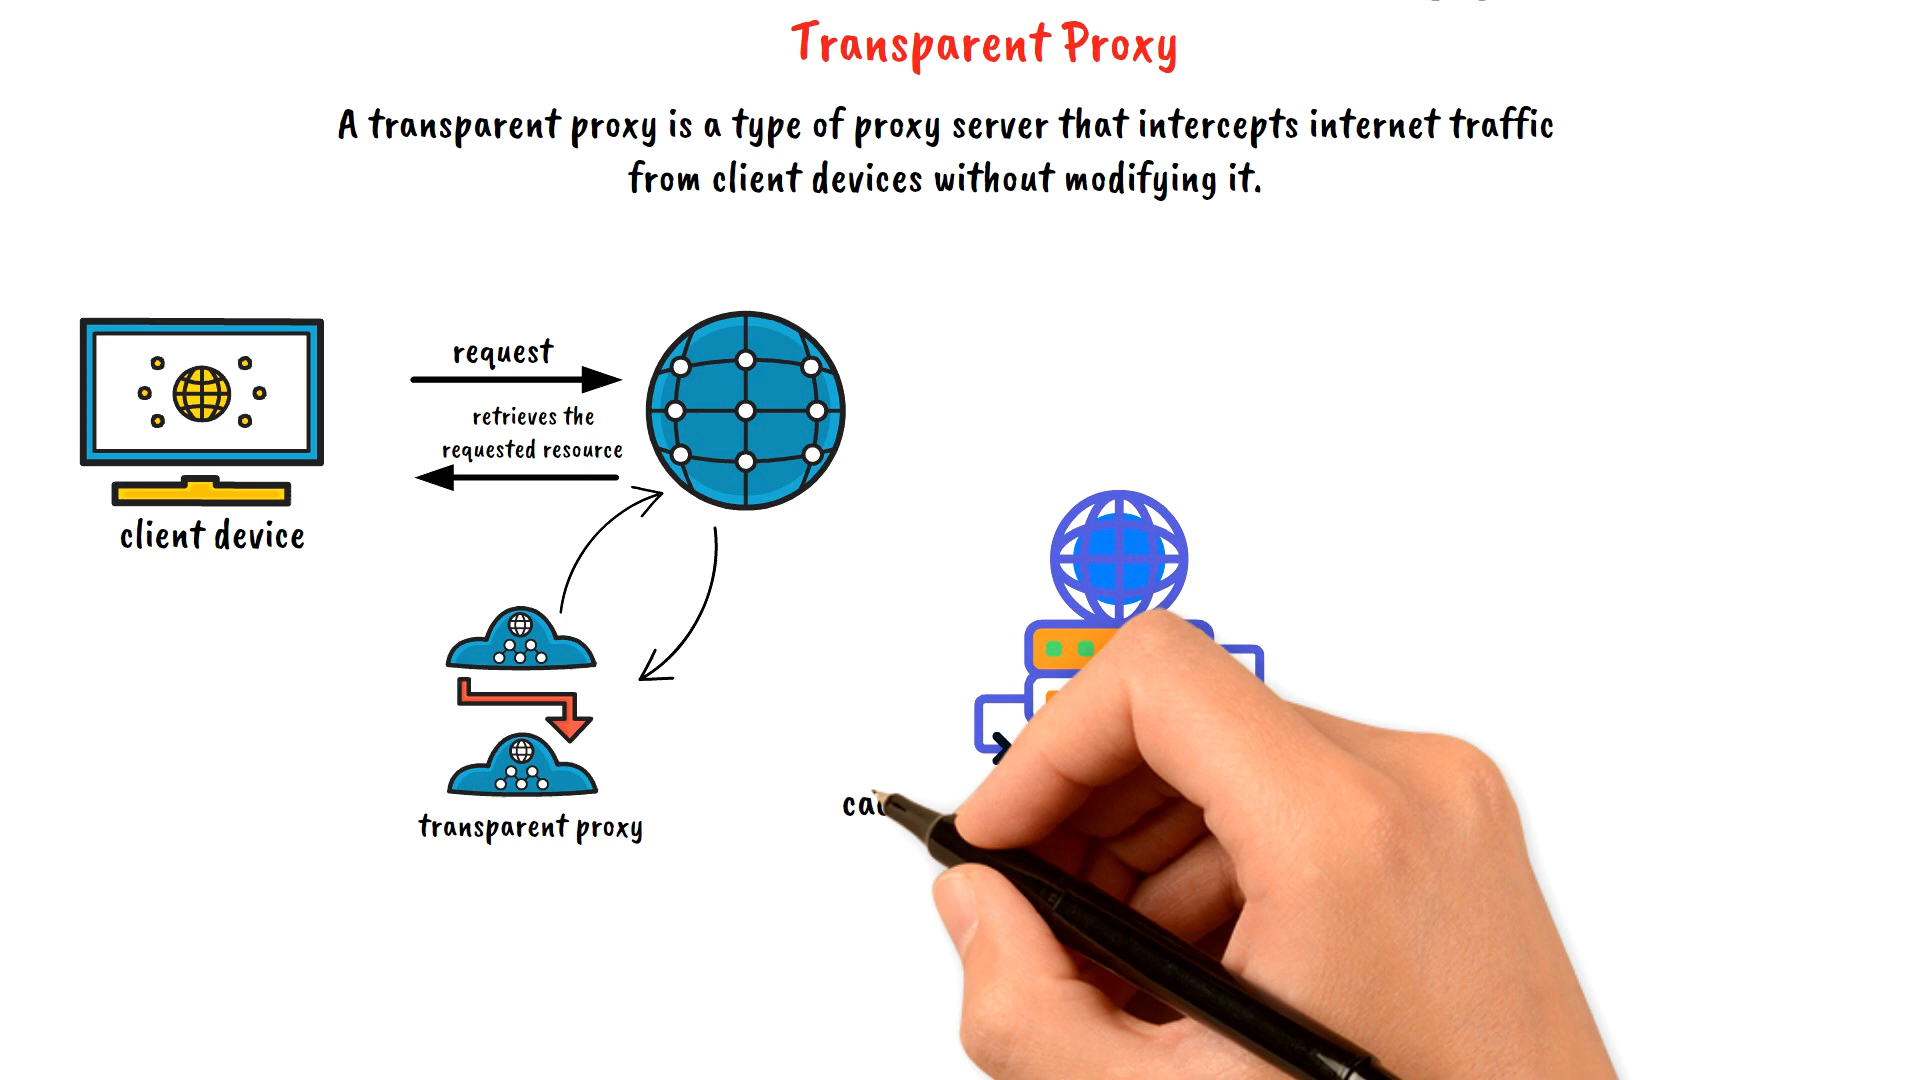 Transparent Proxy
A transparent proxy is a type of proxy server that intercepts internet traffic
from client devices without modifying it.
request
retrieves the
requested resource
client device
transparent proxy